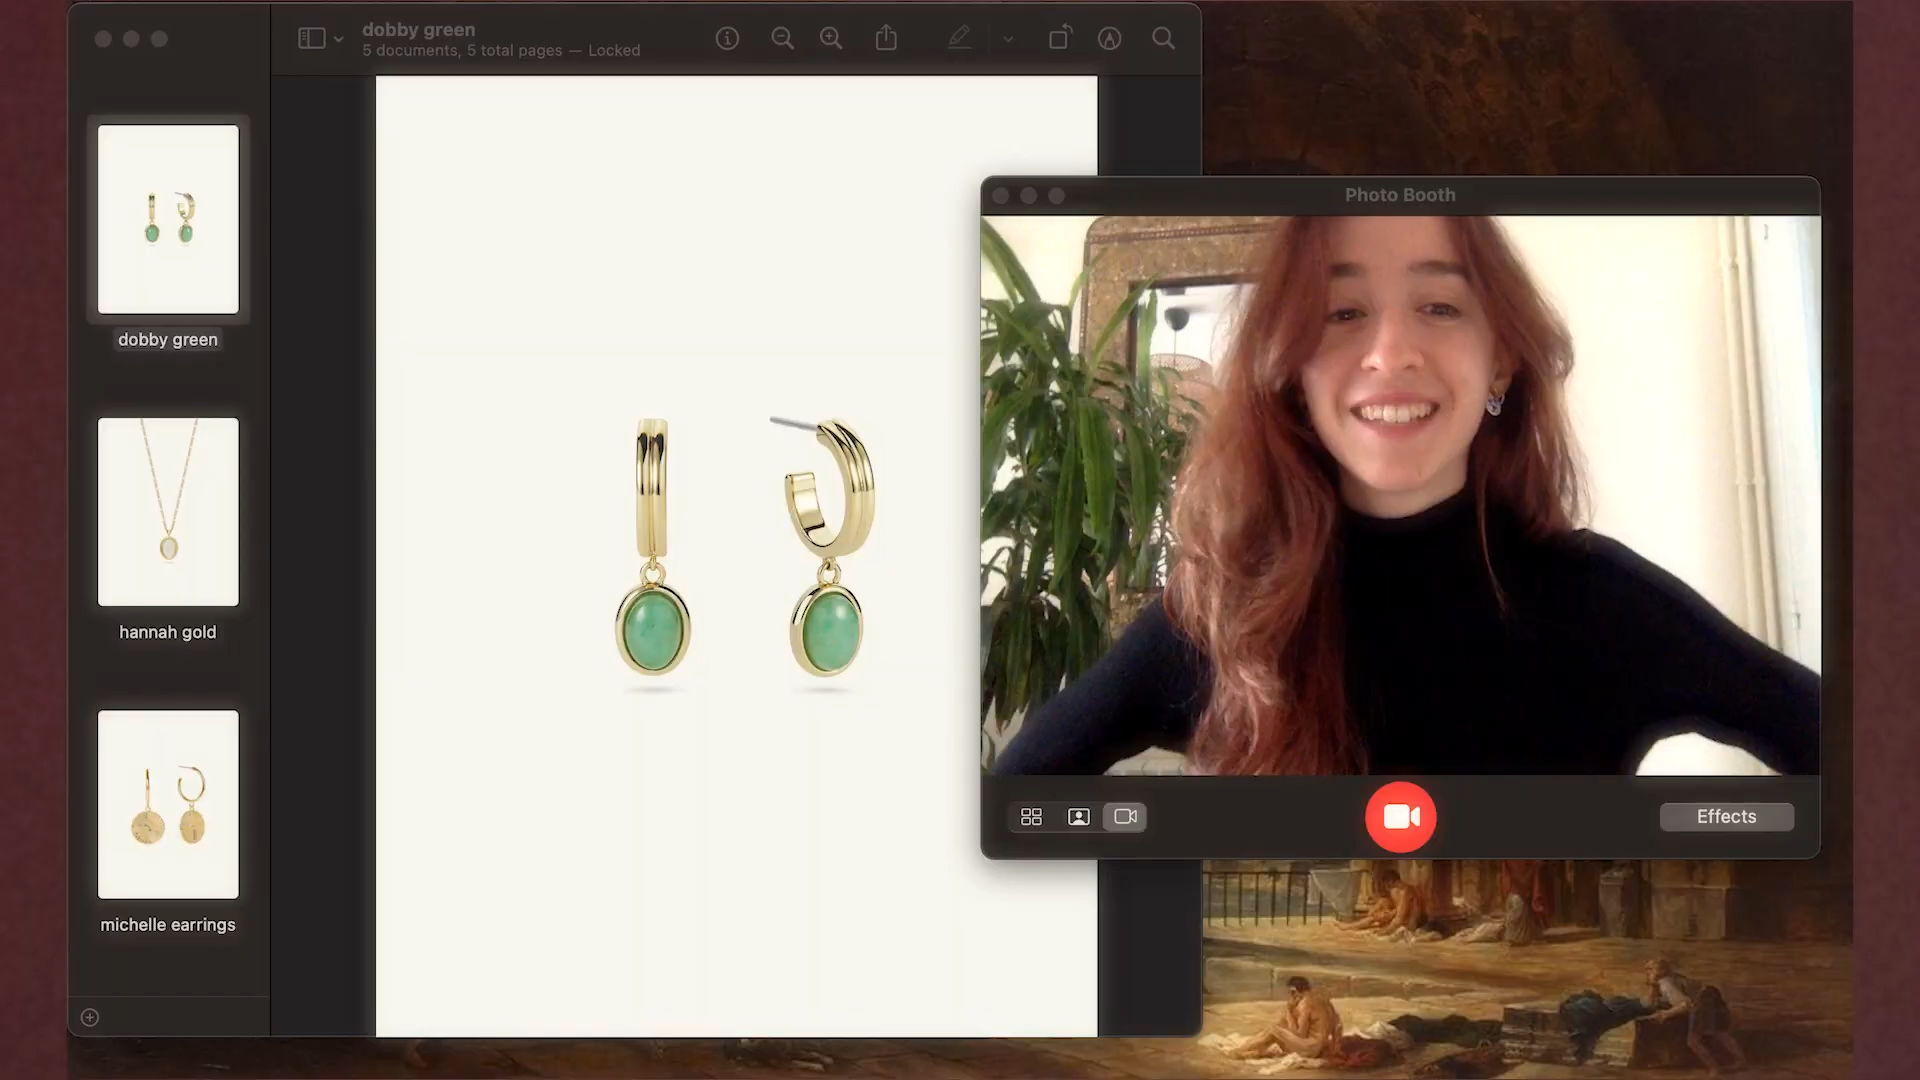 dobby green
5 documents, 5 total pages — Locked
dobby green
hannah gold
michelle earrings
Photo Booth
Effects